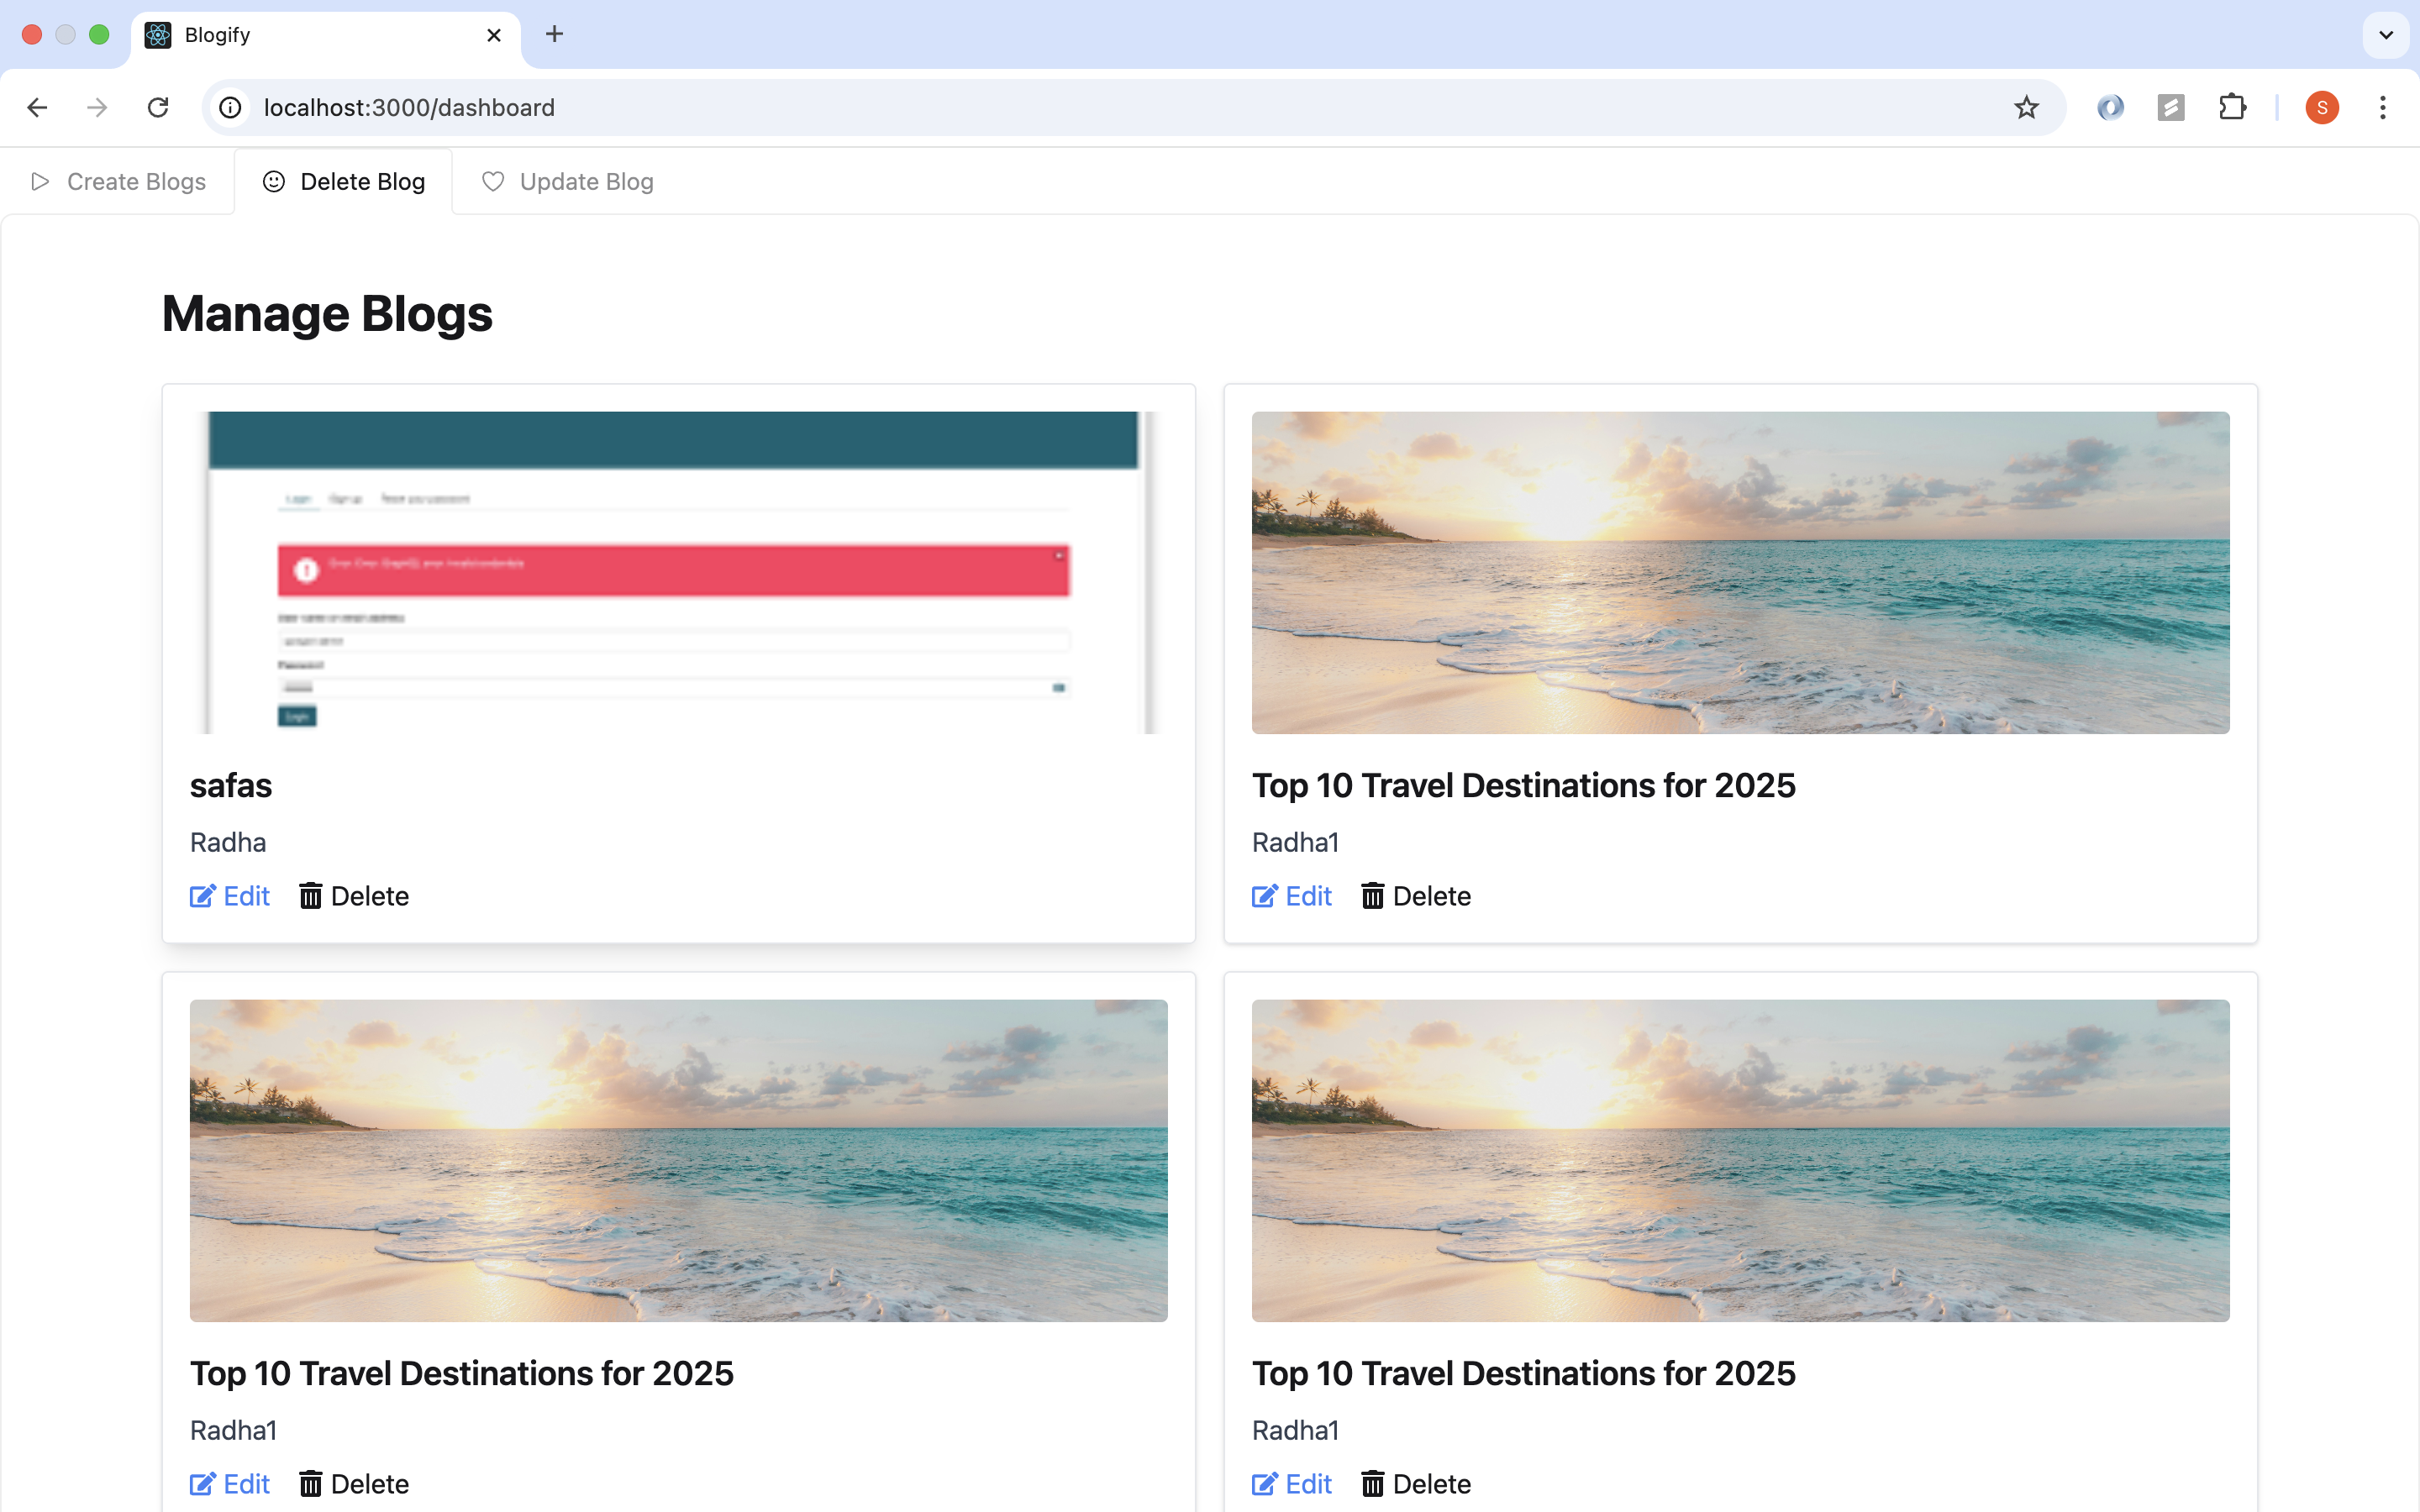 Blogify
localhost:3000/dashboard
S
Create Blogs
Delete Blog
Update Blog
Manage Blogs
Login
safas
Radha
Edit Delete
Top 10 Travel Destinations for 2025
Radha1
Edit Delete
Top 10 Travel Destinations for 2025
Radha1
Edit Delete
Top 10 Travel Destinations for 2025
Radha1
Edit Delete